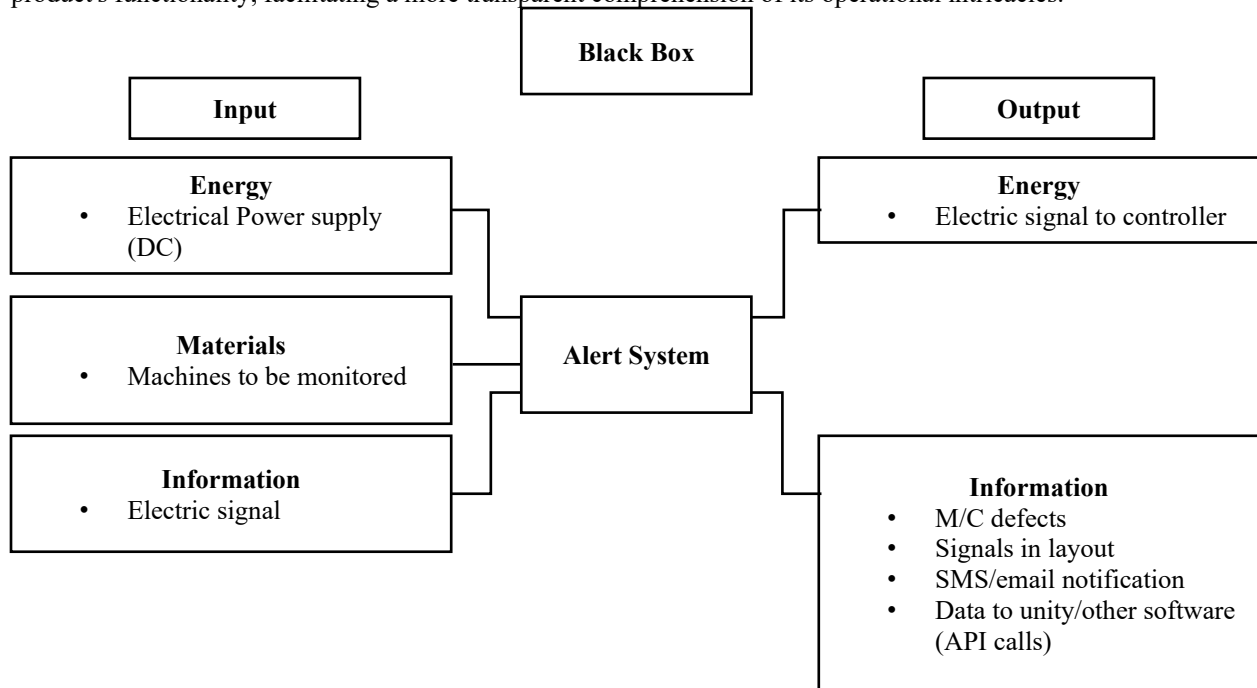 product's functionality, facilitating a more transparent comprehension of its operational intricacies.
Black Box
Input
Output
Energy
• Electrical Power supply
(DC)
Materials
• Machines to be monitored
Information
• Electric signal
Alert System
Energy
• Electric signal to controller
Information
• M/C defects
• Signals in layout
• SMS/email notification
• Data to unity/other software
(API calls)